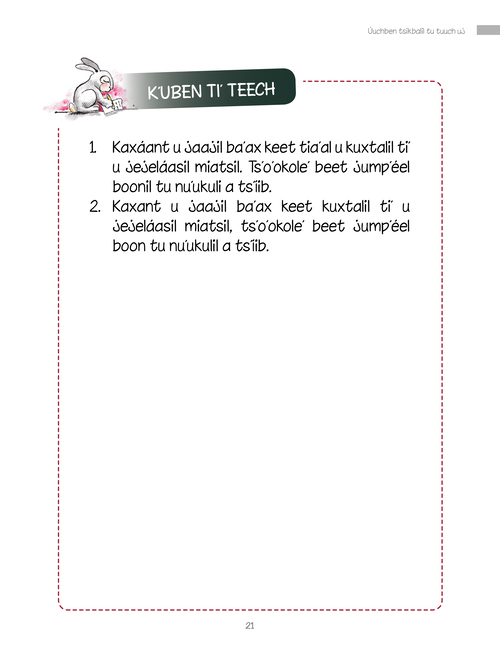 Úuchben tsikbalil tu tuuch uj
K'UBEN TI' TEECH
1. Kaxáant u jaajil ba'ax keet tia'al u kuxtalil ti'
u jejeláasil miatsil. Ts'o'okole' beet jump'éel
boonil tu nu'ukuli a ts'íib.
2. Kaxant u jaajil ba'ax keet kuxtalil ti' u
jejeláasil miatsil, ts'o'okole' beet jump'éel
boon tu nu'ukulil a ts'íib.
21